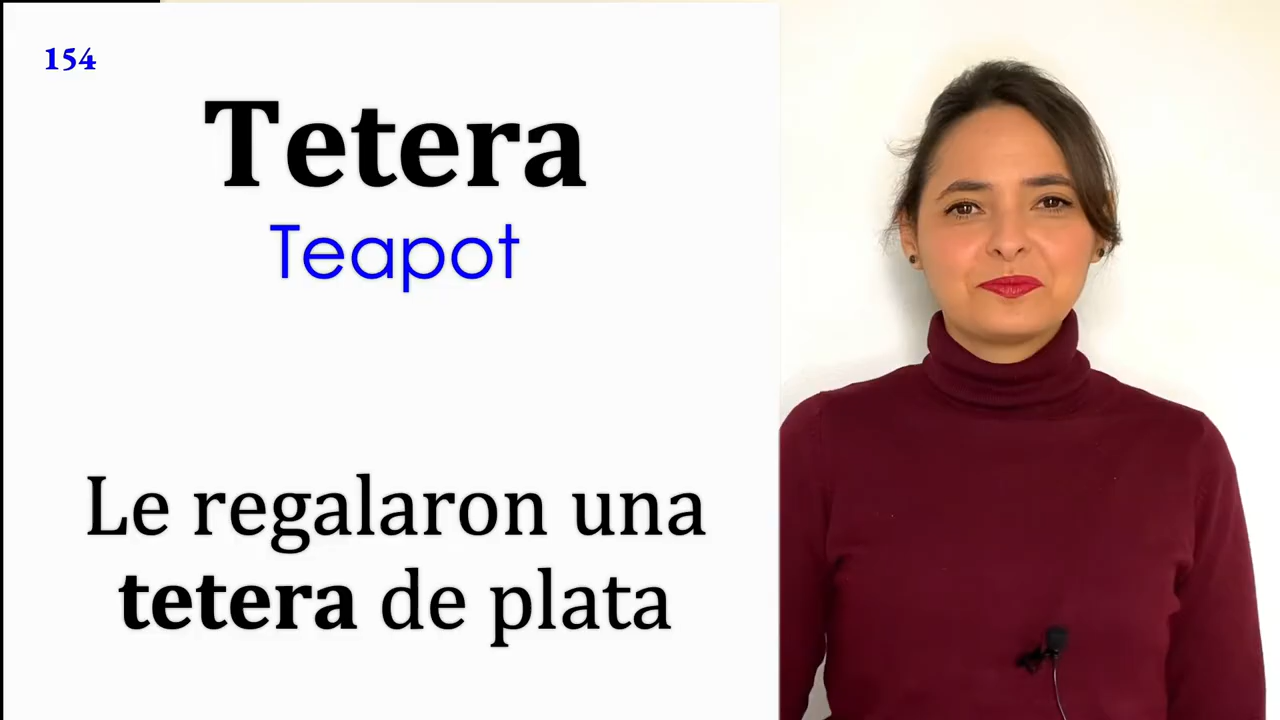 154
Tetera
Teapot
Le regalaron una
tetera de plata